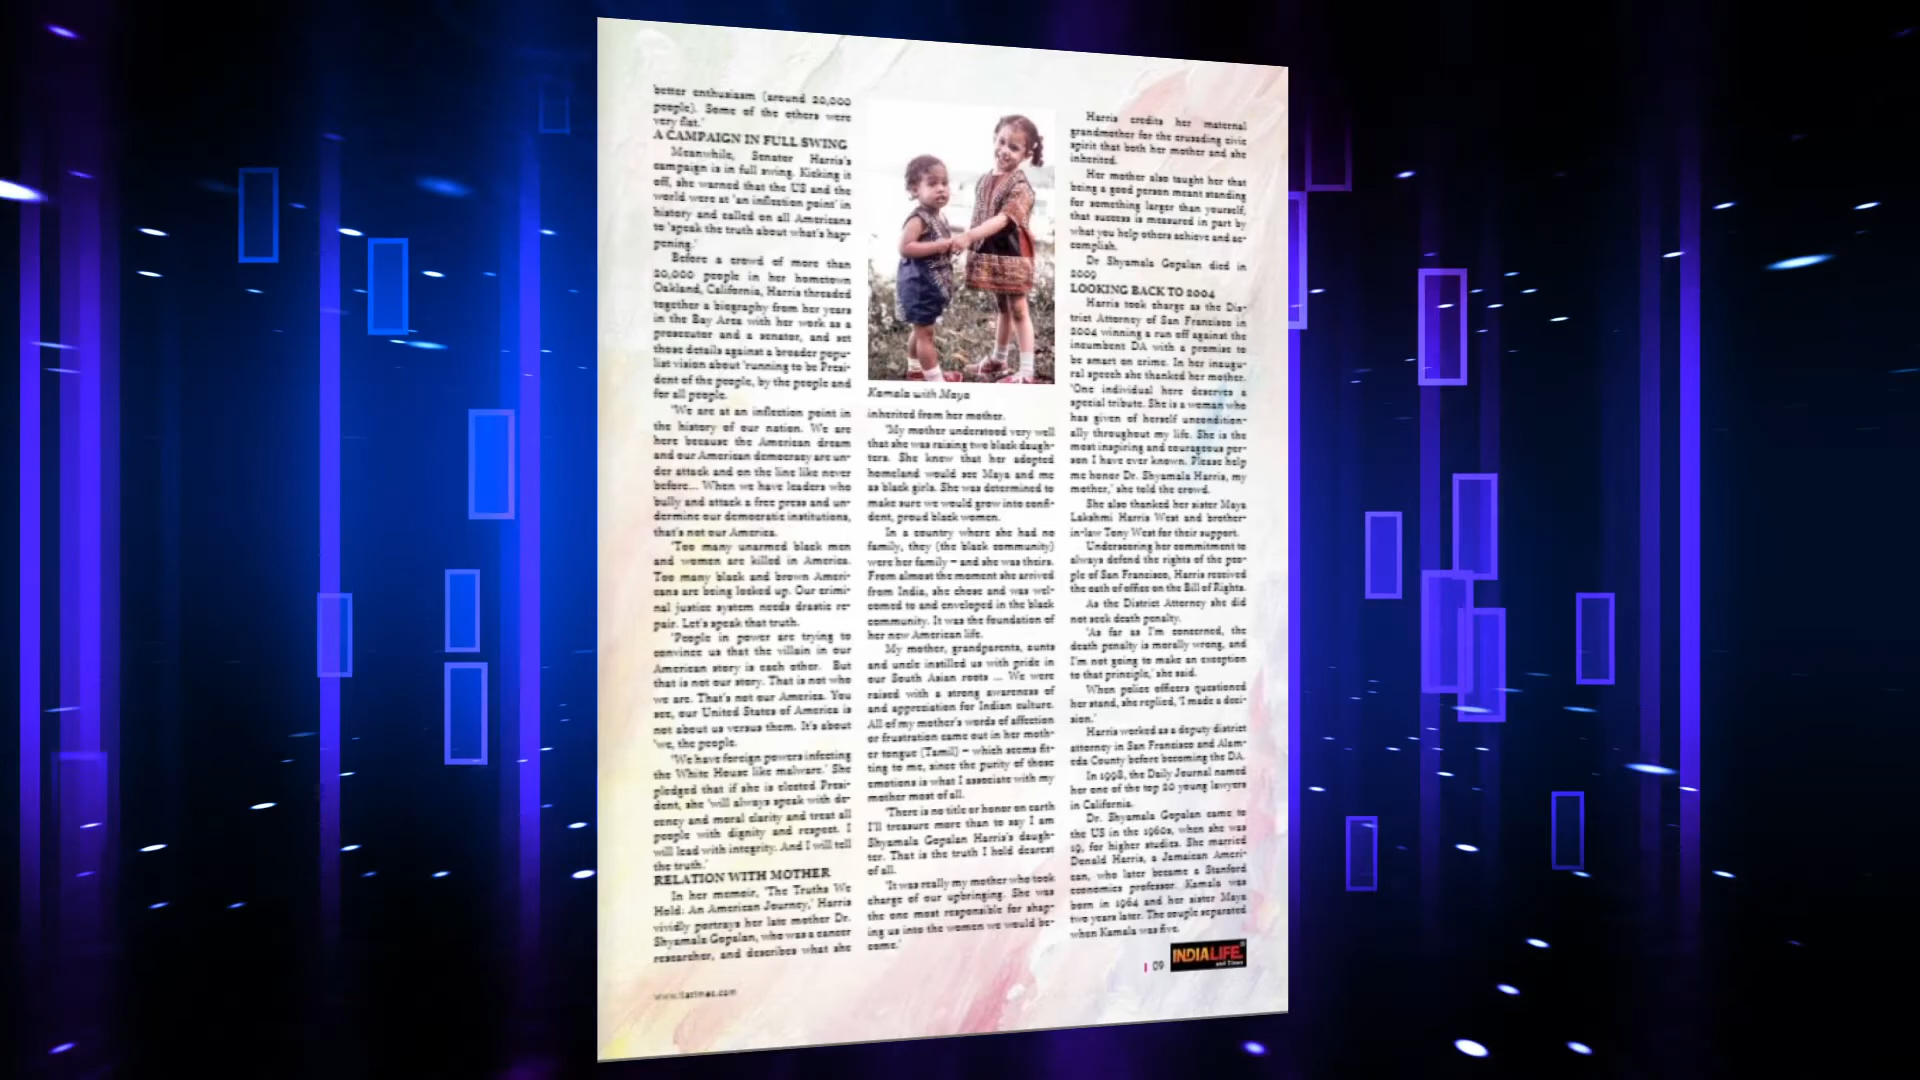 better enthusiasm (around 20,000
people). Some of the others were
very flat.'
A CAMPAIGN IN FULL SWING
Meanwhile, Senator Harris's
campaign is in full swing. Kicking it
off, she warned that the US and the
world were at 'an inflection point' in
history and called on all Americans
to 'speak the truth about what's hap-
pening.'
Before a crowd of more than
20,000 people in her hometown
Oakland, California, Harris threaded
together a biography from her years
in the Bay Area with her work as a
prosecutor and a senator, and set
those details against a broader popu-
list vision about 'running to be Presi-
dent of the people, by the people and
for all people.
'We are at an inflection point in
the history of our nation. We are
here because the American dream
and our American democracy are un-
der attack and on the line like never
before... When we have leaders who
bully and attack a free press and un-
dermine our democratic institutions,
that's not our America.
'Too many unarmed black men
and women are killed in America.
Too many black and brown Ameri-
cans are being locked up. Our crimi-
nal justice system needs drastic re-
pair. Let's speak that truth.
'People in power are trying to
convince us that the villain in our
American story is each other. But
that is not our story. That is not who
we are. That's not our America. You
see, our United States of America is
not about us versus them. It's about
'we, the people.
'We have foreign powers infecting
the White House like malware.' She
pledged that if she is elected Presi-
dent, she 'will always speak with de-
cency and moral clarity and treat all
people with dignity and respect. I
will lead with integrity. And I will tell
the truth.'
RELATION WITH MOTHER
In her memoir, 'The Truths We
Hold: An American Journey,' Harris
vividly portrays her late mother Dr.
Shyamala Gopalan, who was a cancer
researcher, and describes what she
Kamala with Maya
inherited from her mother.
'My mother understood very well
that she was raising two black daugh-
ters. She knew that her adopted
homeland would see Maya and me
as black girls. She was determined to
make sure we would grow into confi-
dent, proud black women.
In a country where she had no
family, they (the black community)
were her family – and she was theirs.
From almost the moment she arrived
from India, she chose and was wel-
comed to and enveloped in the black
community. It was the foundation of
her new American life.
My mother, grandparents, aunts
and uncle instilled us with pride in
our South Asian roots ... We were
raised with a strong awareness of
and appreciation for Indian culture.
All of my mother's words of affection
or frustration came out in her moth-
er tongue (Tamil) – which seems fit-
ting to me, since the purity of those
emotions is what I associate with my
mother most of all.
'There is no title or honor on earth
I'll treasure more than to say I am
Shyamala Gopalan Harris's daugh-
ter. That is the truth I hold dearest
of all.
'It was really my mother who took
charge of our upbringing. She was
the one most responsible for shap-
ing us into the women we would be-
come.'
Harris credits her maternal
grandmother for the crusading civic
spirit that both her mother and she
inherited.
Her mother also taught her that
being a good person meant standing
for something larger than yourself,
that success is measured in part by
what you help others achieve and ac-
complish.
Dr Shyamala Gopalan died in
2009
LOOKING BACK TO 2004
Harris took charge as the Dis-
trict Attorney of San Francisco in
2004 winning a run off against the
incumbent DA with a promise to
be smart on crime. In her inaugu-
ral speech she thanked her mother.
'One individual here deserves a
special tribute. She is a woman who
has given of herself uncondition-
ally throughout my life. She is the
most inspiring and courageous per-
son I have ever known. Please help
me honor Dr. Shyamala Harris, my
mother,' she told the crowd.
She also thanked her sister Maya
Lakshmi Harris West and brother-
in-law Tony West for their support.
Underscoring her commitment to
always defend the rights of the peo-
ple of San Francisco, Harris received
the oath of office on the Bill of Rights.
As the District Attorney she did
not seek death penalty.
'As far as I'm concerned, the
death penalty is morally wrong, and
I'm not going to make an exception
to that principle,' she said.
When police officers questioned
her stand, she replied, 'I made a deci-
sion.'
Harris worked as a deputy district
attorney in San Francisco and Alam-
eda County before becoming the DA.
In 1998, the Daily Journal named
her one of the top 20 young lawyers
in California.
Dr. Shyamala Gopalan came to
the US in the 1960s, when she was
19, for higher studies. She married
Donald Harris, a Jamaican Ameri-
can, who later became a Stanford
economics professor. Kamala was
born in 1964 and her sister Maya
two years later. The couple separated
when Kamala was five.
09
INDIALIFE
and Times